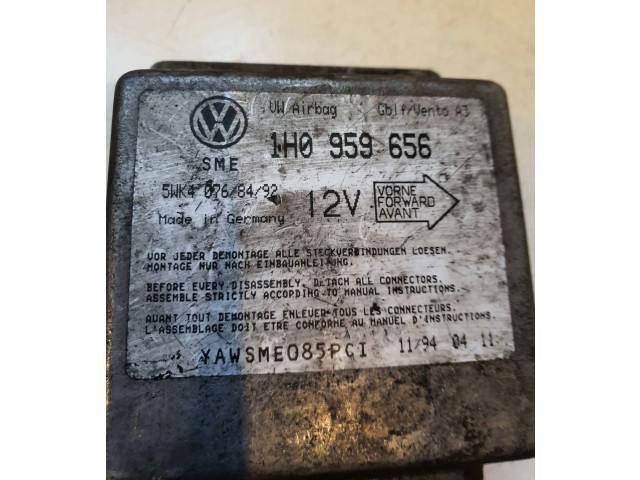 VW Airbag Golf/Vento A3
SME 1H0 959 656
5WK4 076/84/92
Made in Germany
12V
VORNE
FORWARD
AVANT
VOR JEDER DEMONTAGE ALLE STECKVERBINDUNGEN LOESEN.
MONTAGE NUR NACH EINBAUANLEITUNG.
BEFORE EVERY DISASSEMBLY, DETACH ALL CONNECTORS.
ASSEMBLE STRICTLY ACCOPDING TO MANUAL INSTRUCTIONS.
AVANT TOUT DEMONTAGE ENLEVER TOUS LES CONNECTEURS.
L'ASSEMBLAGE DOIT ETRE CONFORME AU MANUEL D'INSTRUCTIONS.
YAWSME085PCI 11/94 04 11